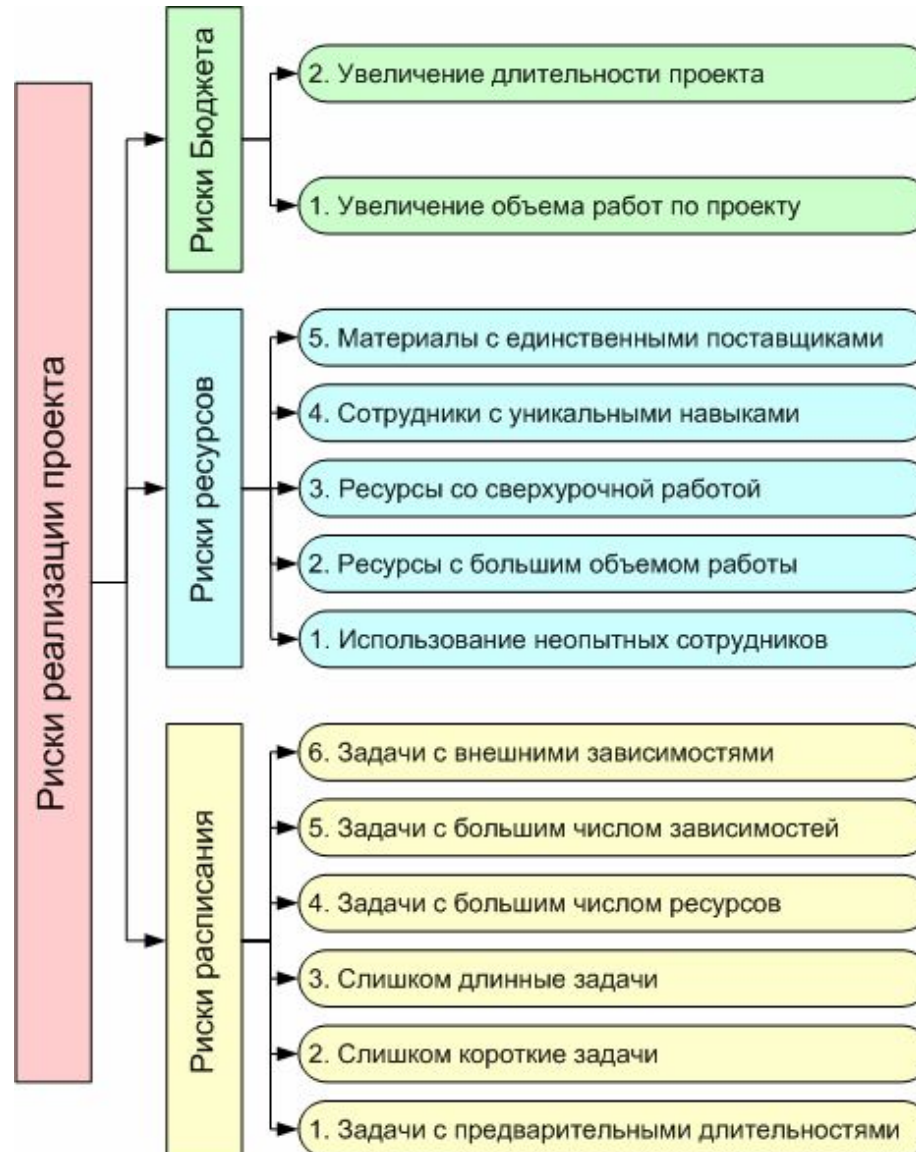 Риски реализации проекта
Риски Бюджета
2. Увеличение длительности проекта
1. Увеличение объема работ по проекту
Риски ресурсов
5. Материалы с единственными поставщиками
4. Сотрудники с уникальными навыками
3. Ресурсы со сверхурочной работой
2. Ресурсы с большим объемом работы
1. Использование неопытных сотрудников
Риски расписания
6. Задачи с внешними зависимостями
5. Задачи с большим числом зависимостей
4. Задачи с большим числом ресурсов
3. Слишком длинные задачи
2. Слишком короткие задачи
1. Задачи с предварительными длительностями